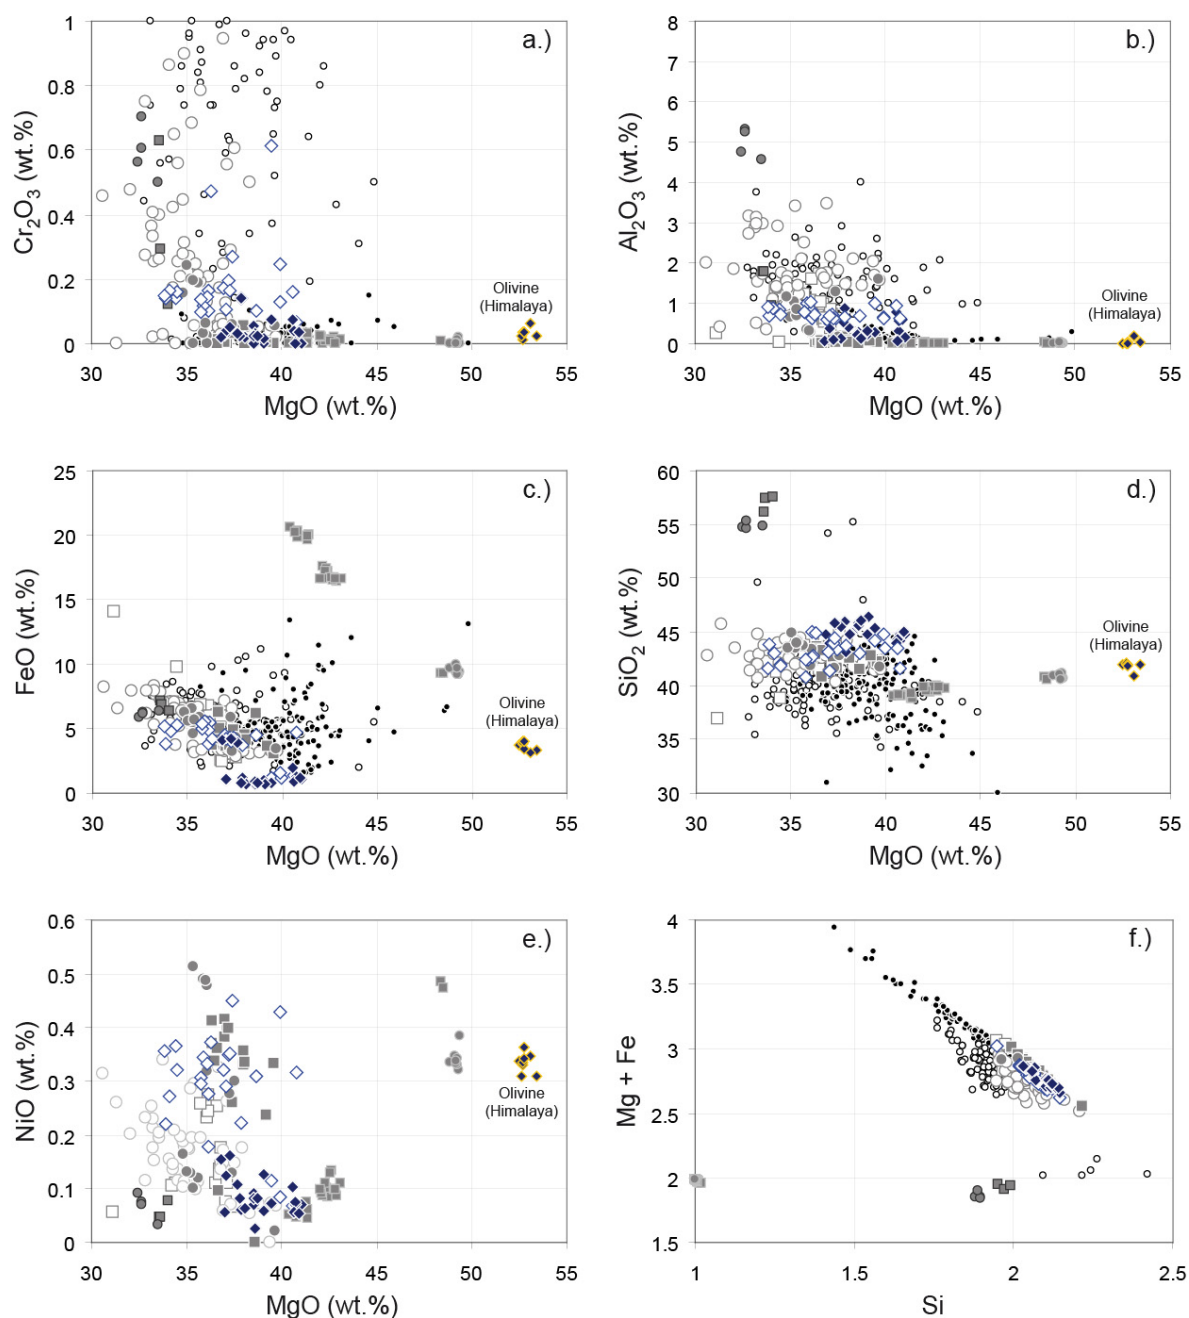 a.)
Cr2O3 (wt.%)
1
0.8
0.6
0.4
0.2
0
Olivine
(Himalaya)
30 35 40 45 50 55
MgO (wt.%)
b.)
Al2O3 (wt.%)
8
7
6
5
4
3
2
1
0
Olivine
(Himalaya)
30 35 40 45 50 55
MgO (wt.%)
c.)
FeO (wt.%)
25
20
15
10
5
0
Olivine
(Himalaya)
30 35 40 45 50 55
MgO (wt.%)
d.)
SiO2 (wt.%)
60
55
50
45
40
35
30
Olivine
(Himalaya)
30 35 40 45 50 55
MgO (wt.%)
e.)
NiO (wt.%)
0.6
0.5
0.4
0.3
0.2
0.1
0
Olivine
(Himalaya)
30 35 40 45 50 55
MgO (wt.%)
f.)
Mg + Fe
4
3.5
3
2.5
2
1.5
1 1.5 2 2.5
Si